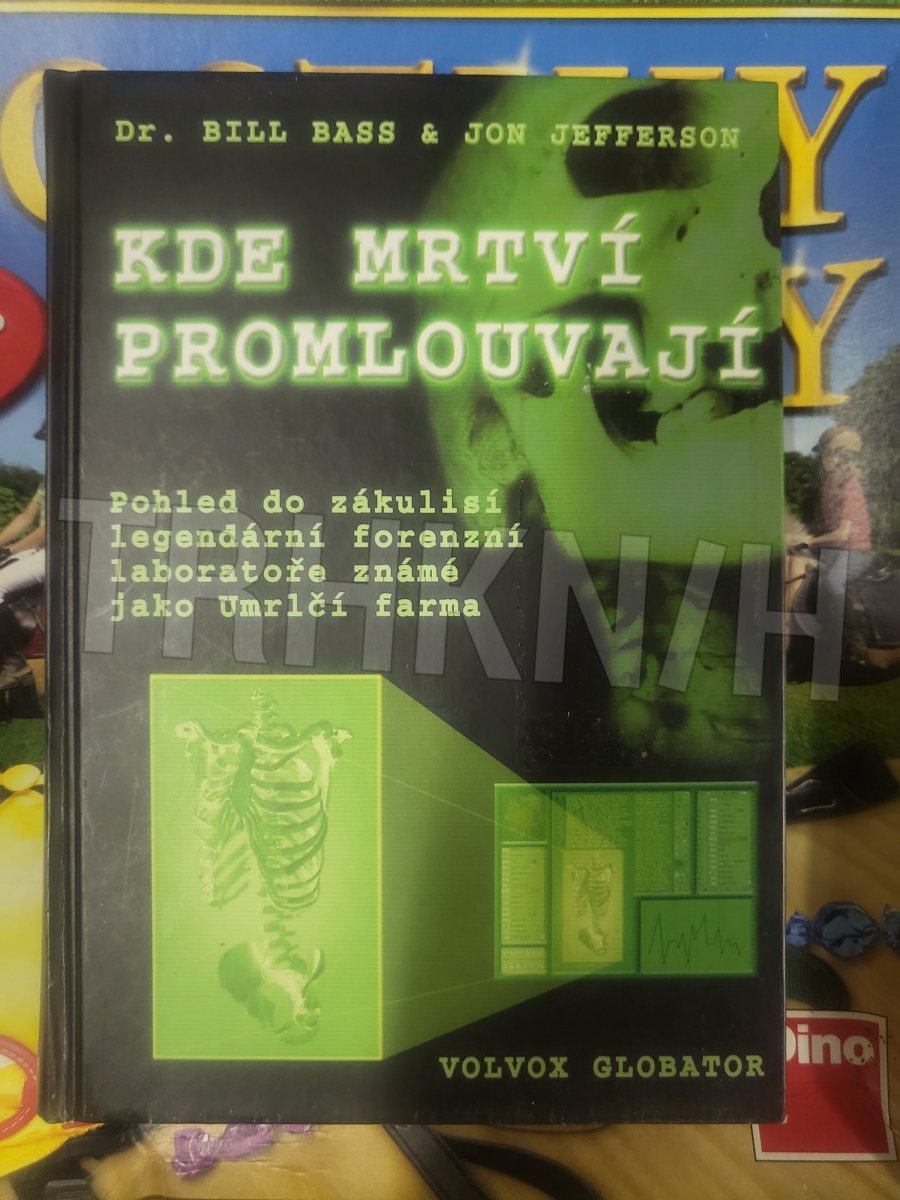 Dr. BILL BASS & JON JEFFERSON
KDE MRTVÍ
PROMLOUVAJÍ
Pohled do zákulisí
legendární forenzní
laboratoře známé
jako Umrlčí farma
TRHKNIH
VOLVOX GLOBATOR
Dino